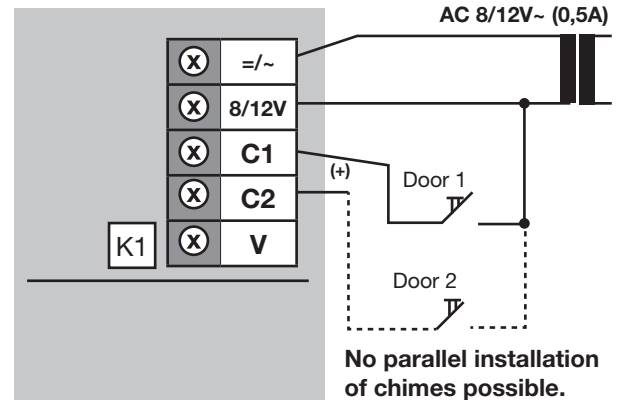 AC 8/12V~ (0,5A)
=/~
8/12V
C1
(+)
Door 1
C2
K1
V
Door 2
No parallel installation
of chimes possible.